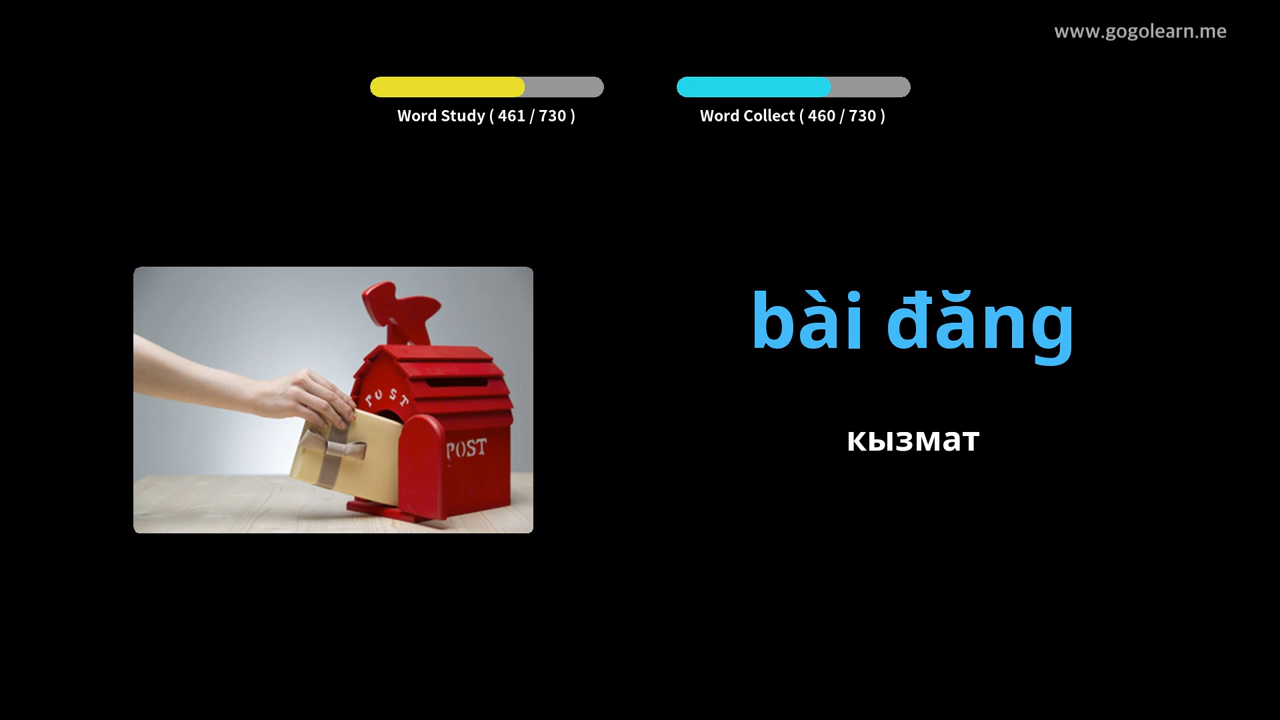 www.gogolearn.me
Word Study ( 461 / 730 )
Word Collect ( 460 / 730 )
bài đăng
кызмат
POST
POST